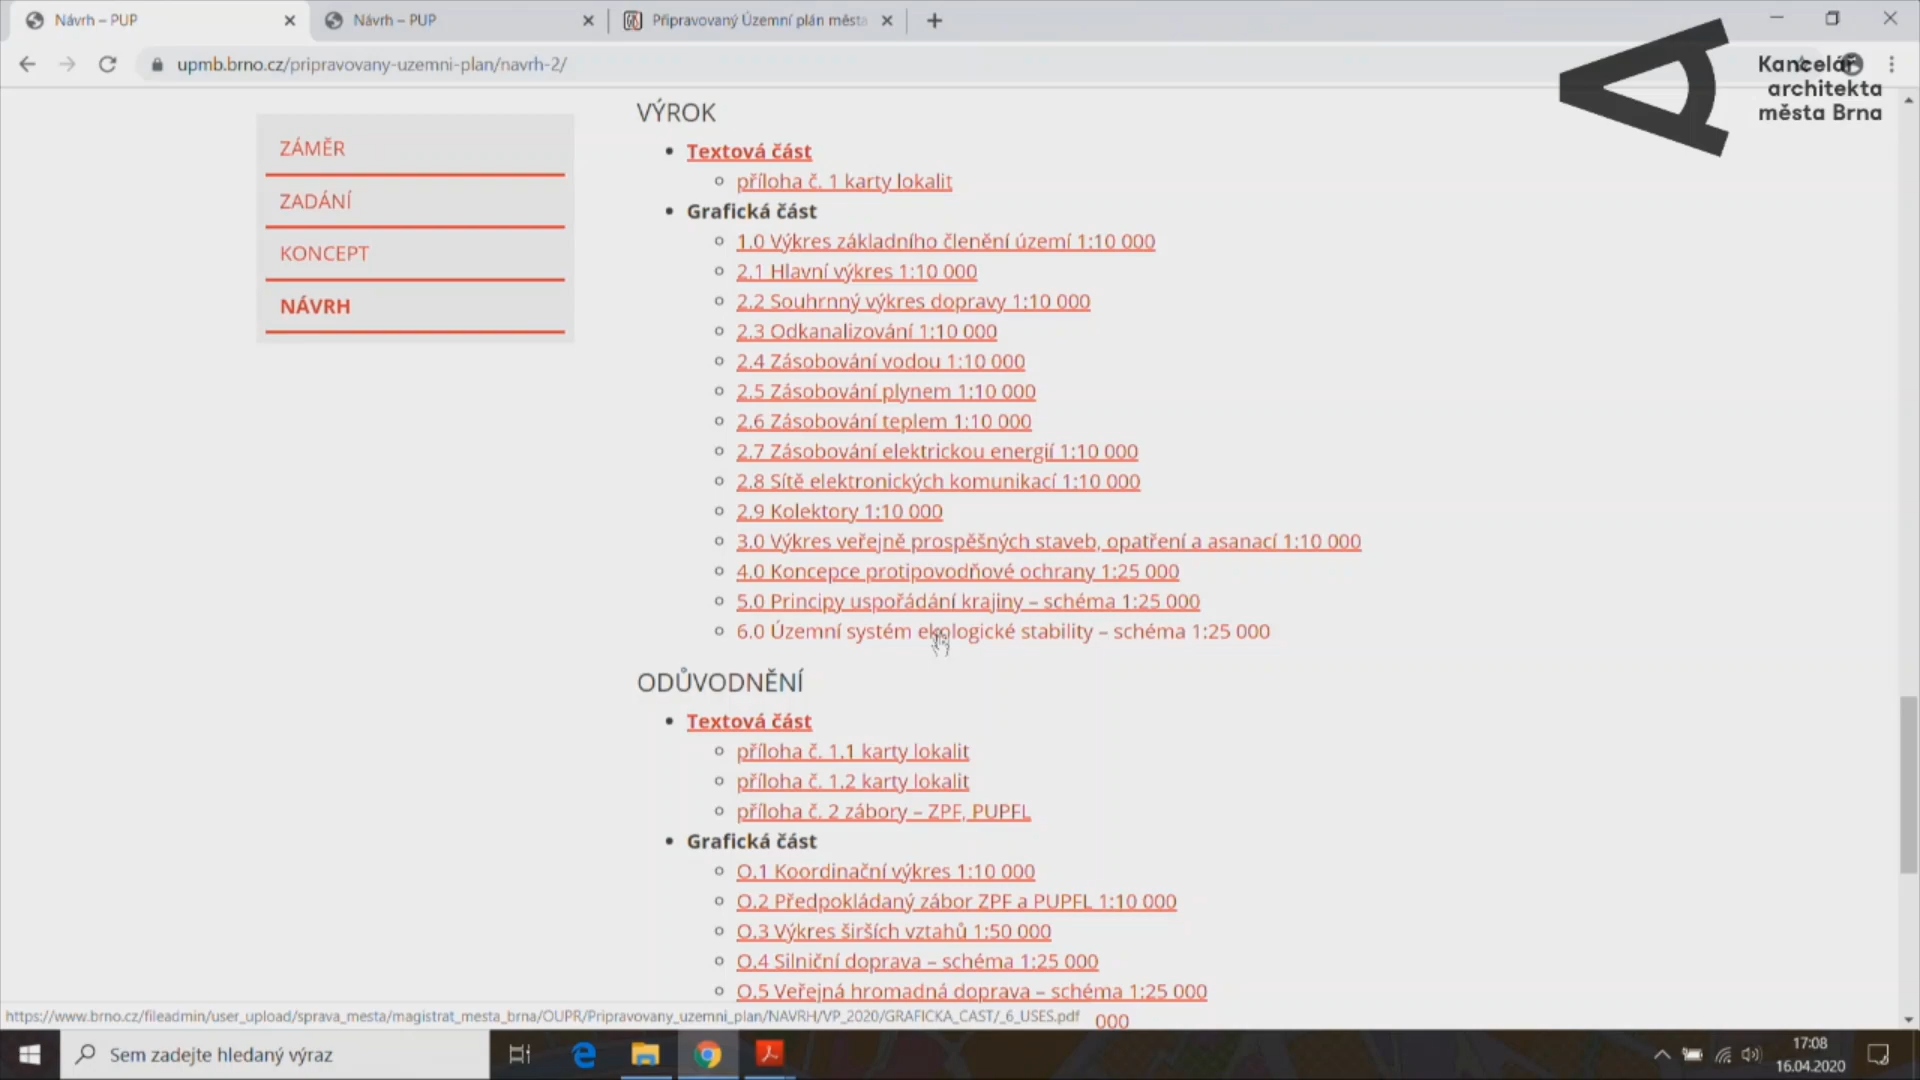 Návrh – PUP
Návrh – PUP
Připravovaný Územní plán města
upmb.brno.cz/pripravovany-uzemni-plan/navrh-2/
Kancelář
architekta
města Brna
ZÁMĚR
ZADÁNÍ
KONCEPT
NÁVRH
VÝROK
Textová část
příloha č. 1 karty lokalit
Grafická část
1.0 Výkres základního členění území 1:10 000
2.1 Hlavní výkres 1:10 000
2.2 Souhrnný výkres dopravy 1:10 000
2.3 Odkanalizování 1:10 000
2.4 Zásobování vodou 1:10 000
2.5 Zásobování plynem 1:10 000
2.6 Zásobování teplem 1:10 000
2.7 Zásobování elektrickou energií 1:10 000
2.8 Sítě elektronických komunikací 1:10 000
2.9 Kolektory 1:10 000
3.0 Výkres veřejně prospěšných staveb, opatření a asanací 1:10 000
4.0 Koncepce protipovodňové ochrany 1:25 000
5.0 Principy uspořádání krajiny – schéma 1:25 000
6.0 Územní systém ekologické stability – schéma 1:25 000
ODŮVODNĚNÍ
Textová část
příloha č. 1.1 karty lokalit
příloha č. 1.2 karty lokalit
příloha č. 2 zábory – ZPF, PUPFL
Grafická část
O.1 Koordinační výkres 1:10 000
O.2 Předpokládaný zábor ZPF a PUPFL 1:10 000
O.3 Výkres širších vztahů 1:50 000
O.4 Silniční doprava – schéma 1:25 000
O.5 Veřejná hromadná doprava – schéma 1:25 000
000
https://www.brno.cz/fileadmin/user_upload/sprava_mesta/magistrat_mesta_brna/OUPR/Pripravovany_uzemni_plan/NAVRH/VP_2020/GRAFICKA_CAST/_6_USES.pdf
Sem zadejte hledaný výraz
17:08
16.04.2020